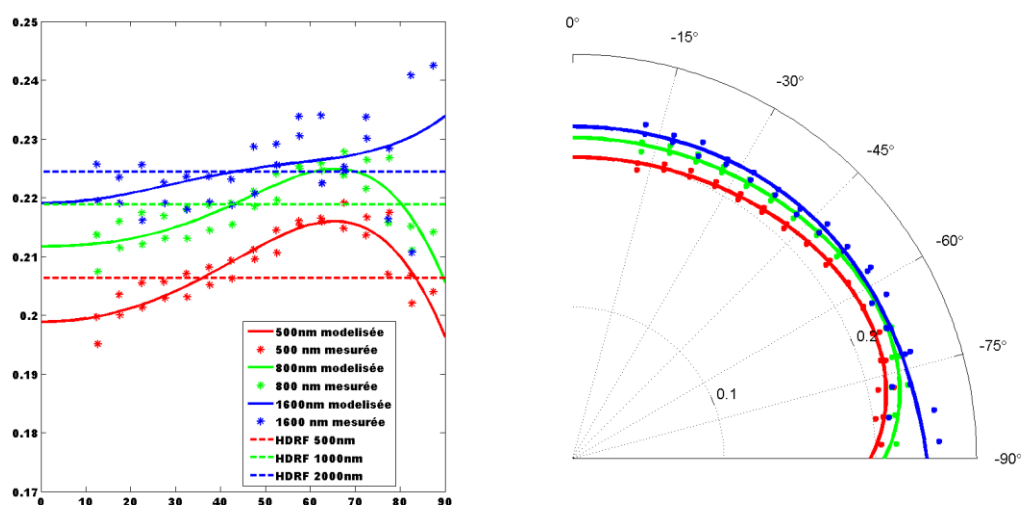 0.25
0.24
0.23
0.22
0.21
0.2
0.19
0.18
0.17
0 10 20 30 40 50 60 70 80 90
500nm modelisée
500 nm mesurée
800nm modelisée
800 nm mesurée
1600nm modelisée
1600 nm mesurée
HDRF 500nm
HDRF 1000nm
HDRF 2000nm
0°
-15°
-30°
-45°
-60°
-75°
-90°
0.2
0.1